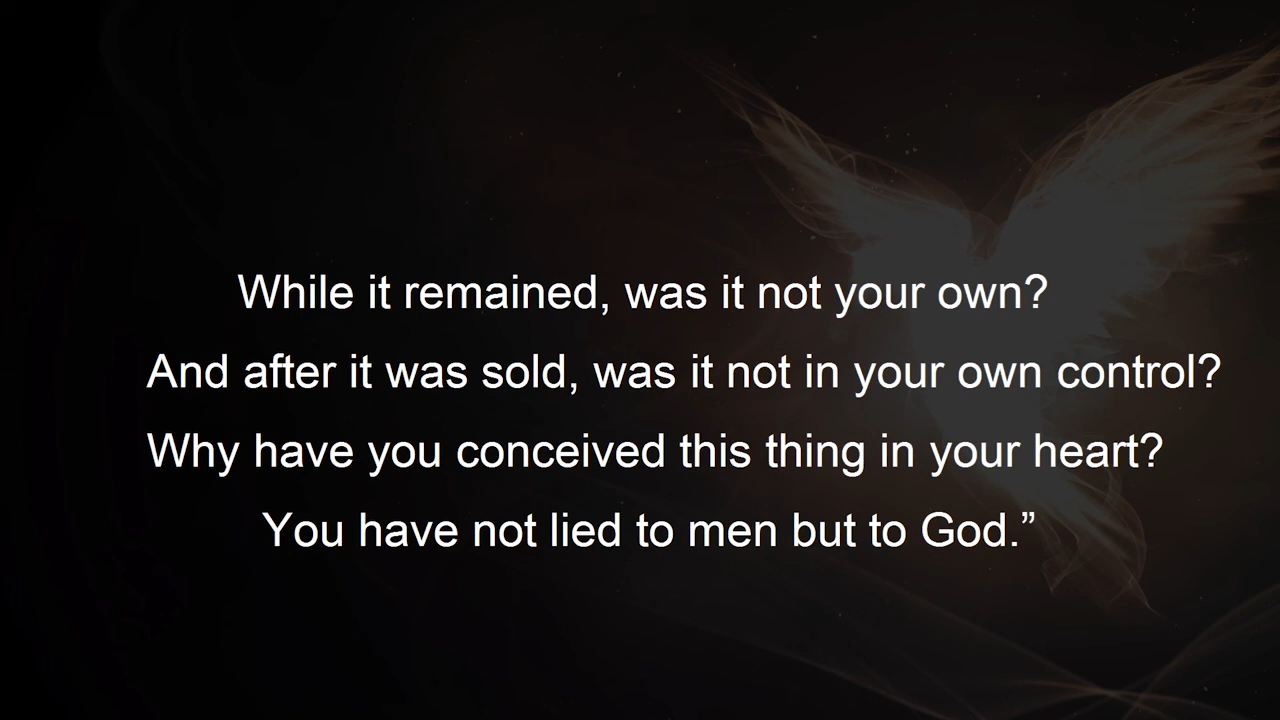 While it remained, was it not your own?
And after it was sold, was it not in your own control?
Why have you conceived this thing in your heart?
You have not lied to men but to God.”